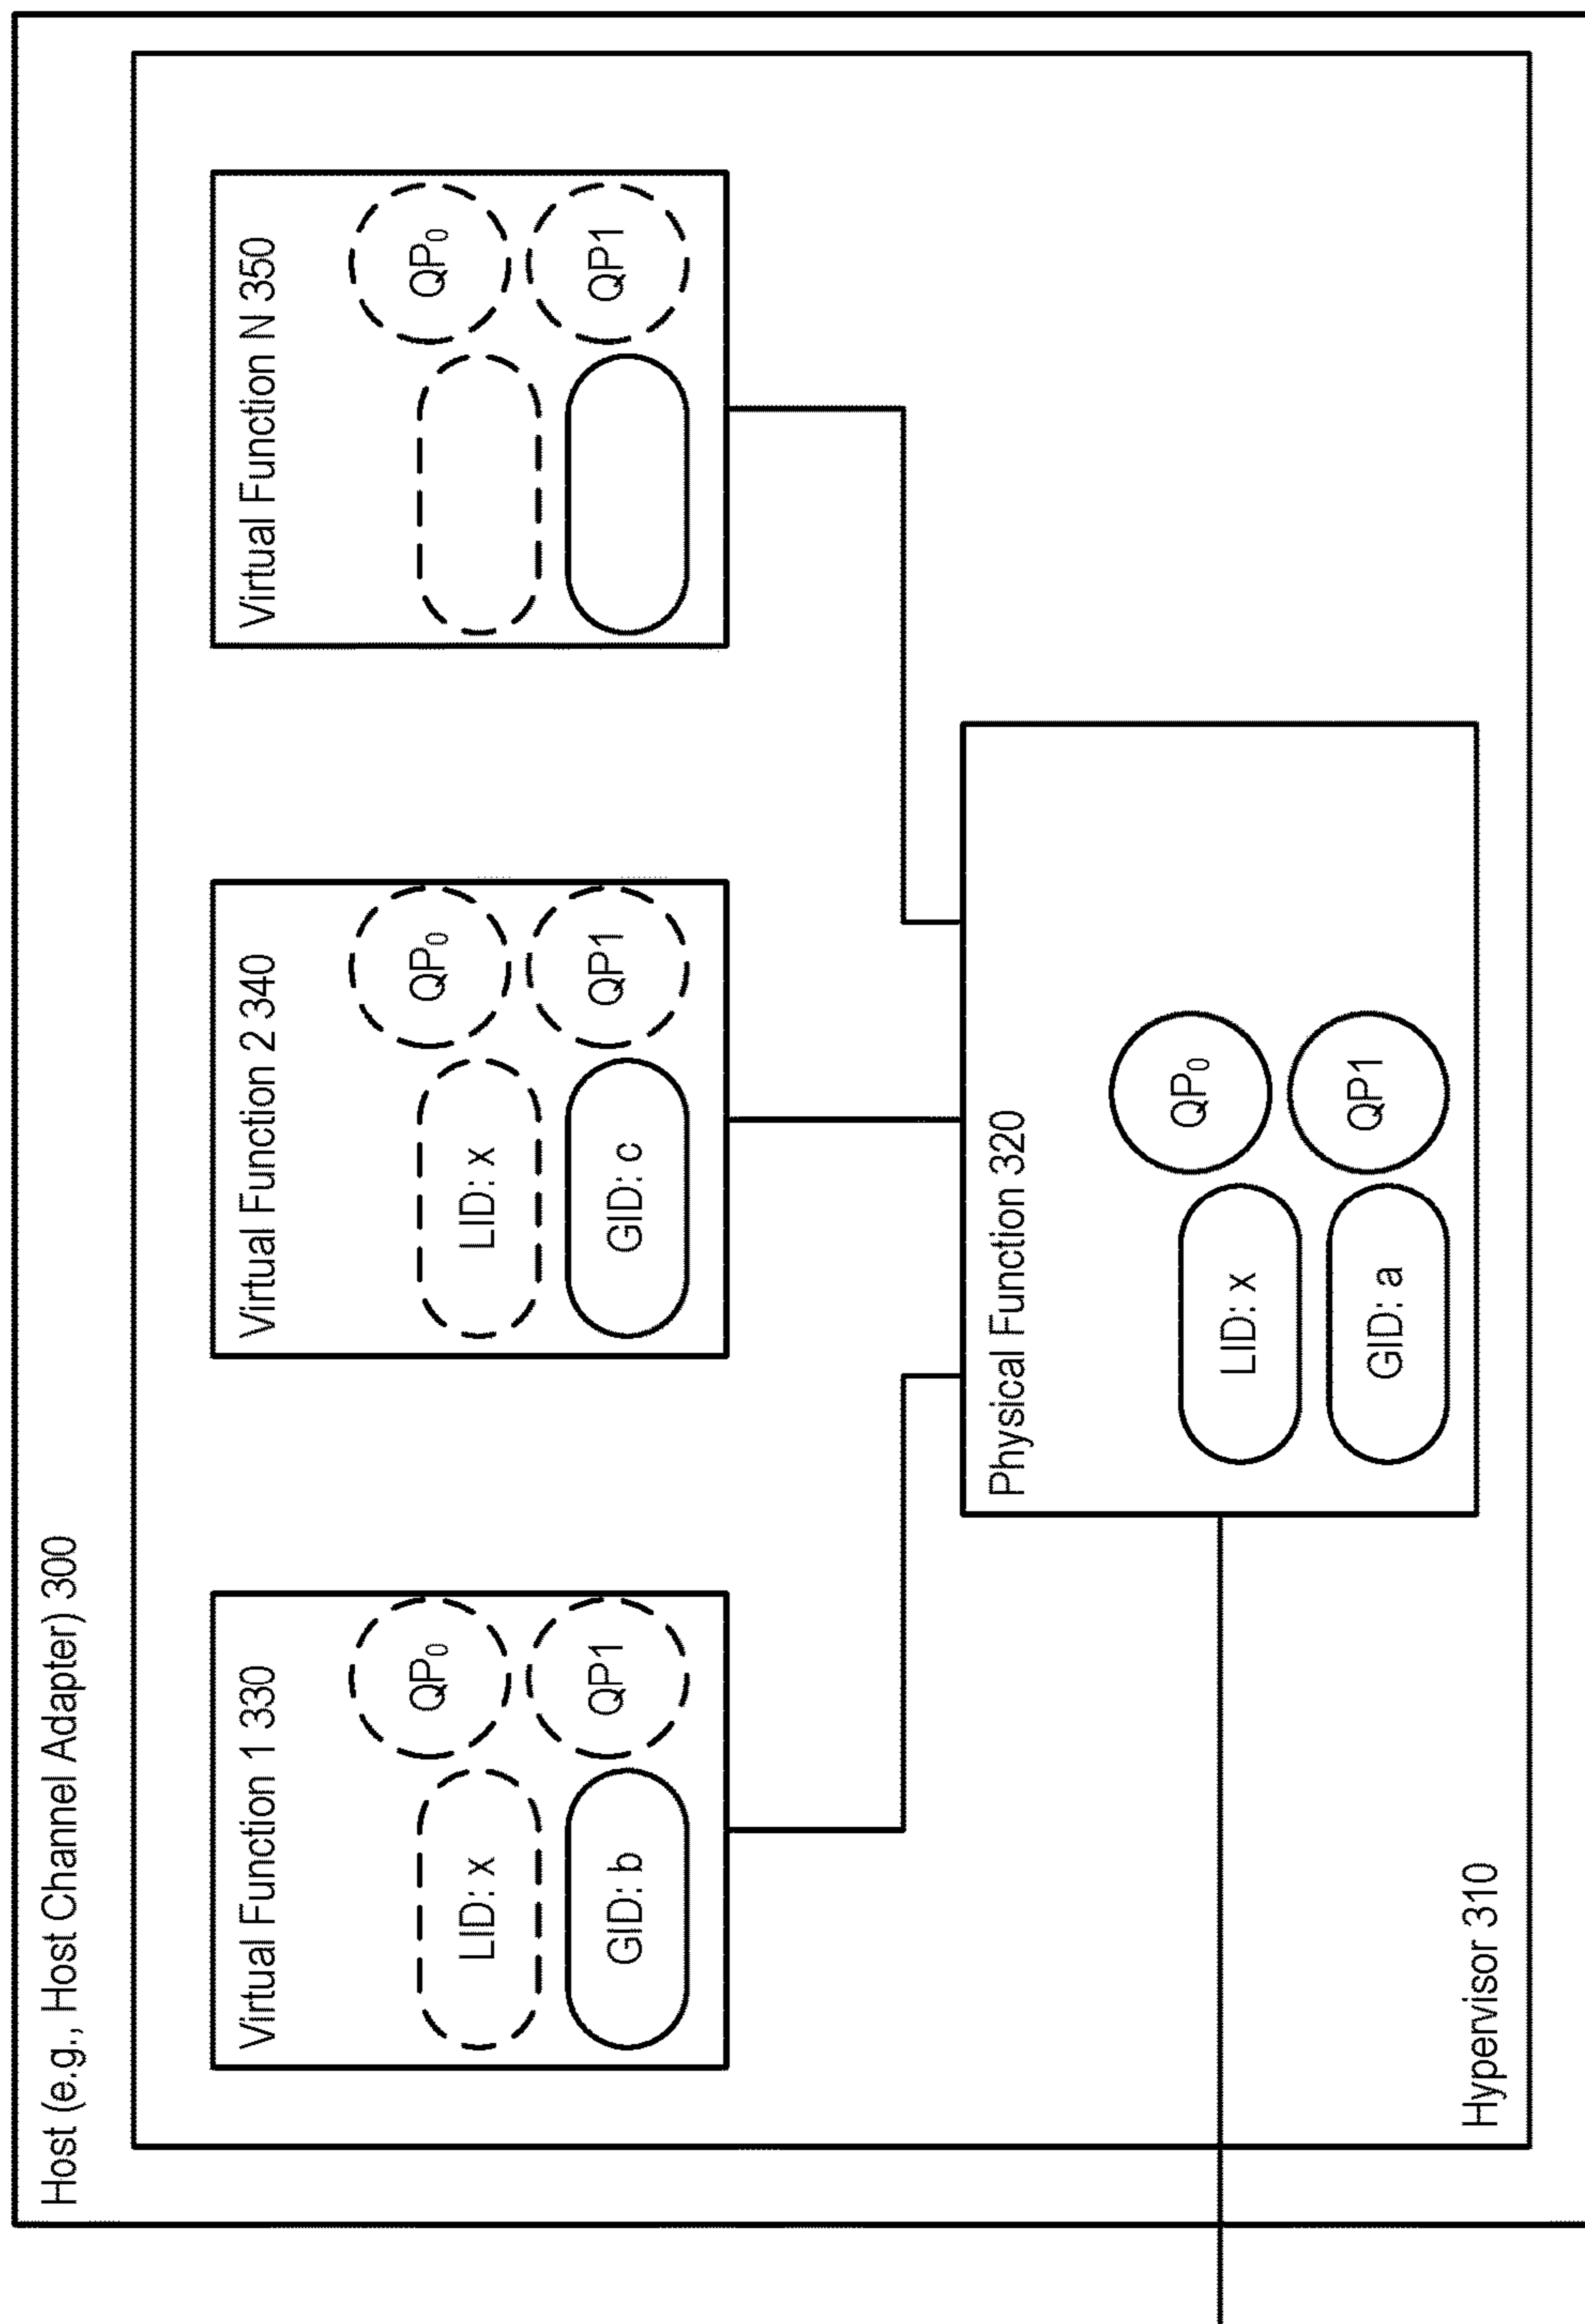 Host (e.g., Host Channel Adapter) 300
Virtual Function 1 330
LID: x
QP0
GID: b
QP1
Virtual Function 2 340
LID: x
QP0
GID: c
QP1
Virtual Function N 350
QP0
QP1
Physical Function 320
LID: x
QP0
GID: a
QP1
Hypervisor 310